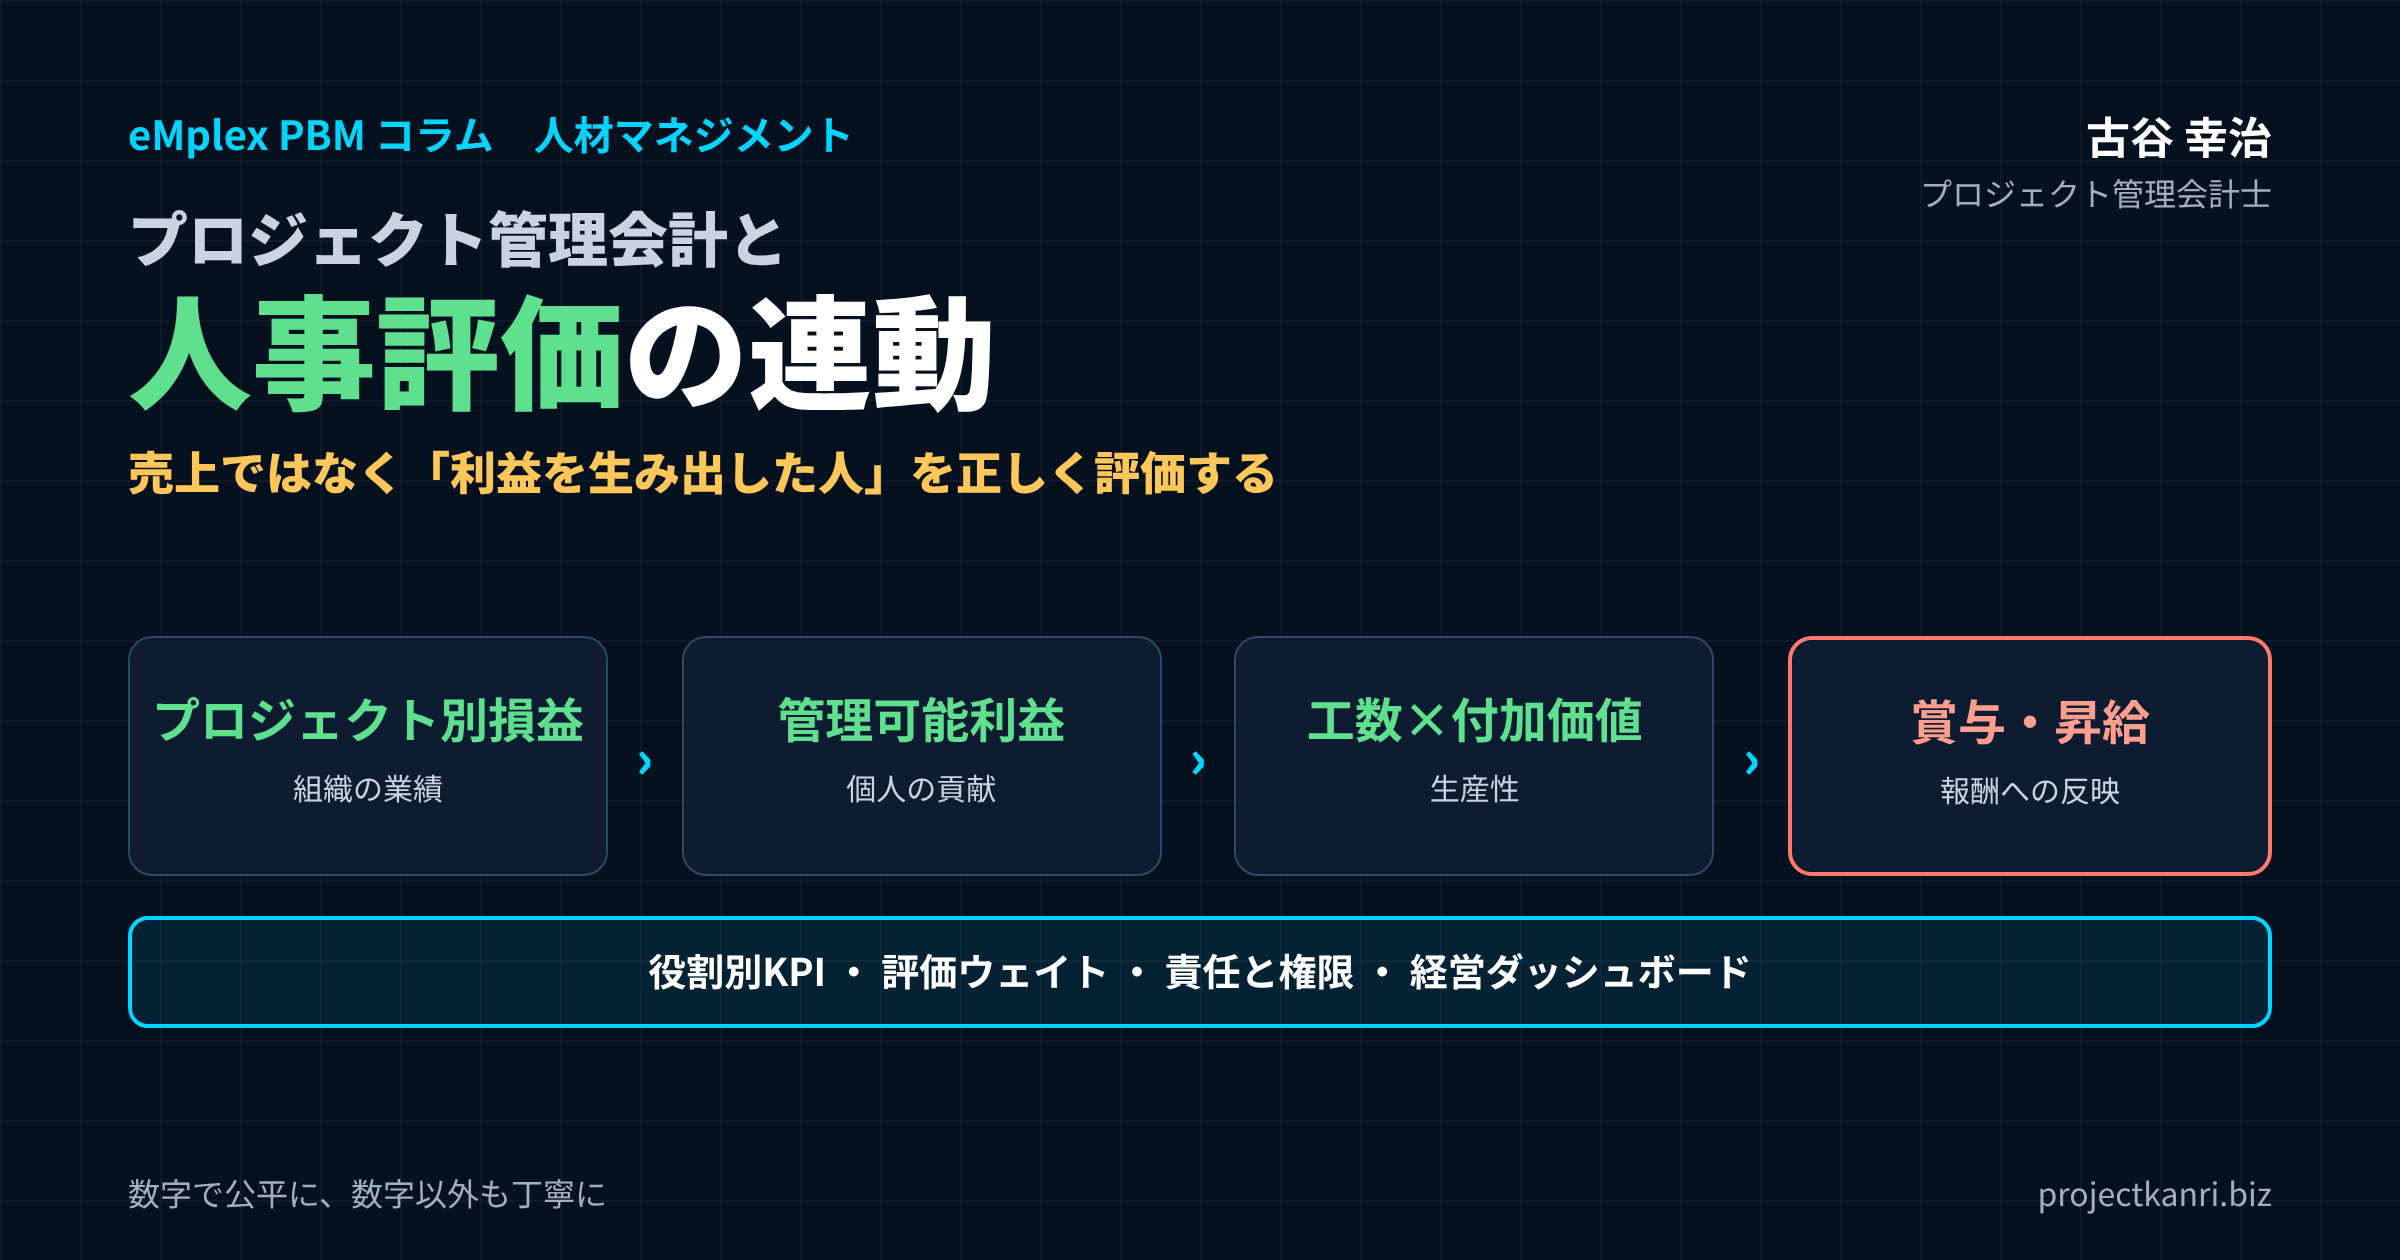 eMplex PBM コラム　人材マネジメント
古谷 幸治
プロジェクト管理会計士
プロジェクト管理会計と
人事評価の連動
売上ではなく「利益を生み出した人」を正しく評価する
プロジェクト別損益
組織の業績
›
管理可能利益
個人の貢献
›
工数×付加価値
生産性
›
賞与・昇給
報酬への反映
役割別KPI ・ 評価ウェイト ・ 責任と権限 ・ 経営ダッシュボード
数字で公平に、数字以外も丁寧に
projectkanri.biz